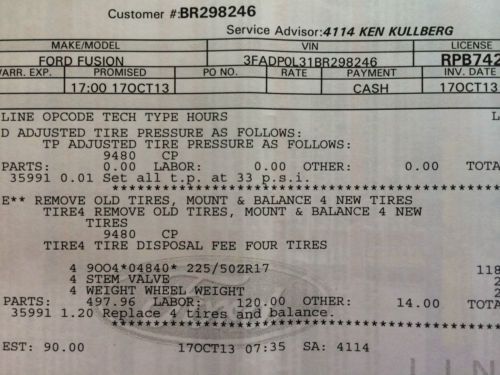 Customer #:BR298246
Service Advisor:4114 KEN KULLBERG
MAKE/MODEL VIN LICENSE
FORD FUSION 3FADP0L31BR298246 RPB742
WARR. EXP. PROMISED PO NO. RATE PAYMENT INV. DATE
17:00 17OCT13 CASH 17OCT13
LINE OPCODE TECH TYPE HOURS L
D ADJUSTED TIRE PRESSURE AS FOLLOWS:
TP ADJUSTED TIRE PRESSURE AS FOLLOWS:
9480 CP
PARTS: 0.00 LABOR: 0.00 OTHER: 0.00 TOTA
35991 0.01 Set all t.p. at 33 p.s.i.
E** REMOVE OLD TIRES, MOUNT & BALANCE 4 NEW TIRES
TIRE4 REMOVE OLD TIRES, MOUNT & BALANCE 4 NEW
TIRES
9480 CP
TIRE4 TIRE DISPOSAL FEE FOUR TIRES
4 9OO4*04840* 225/50ZR17 118
4 STEM VALVE 2
4 WEIGHT WHEEL WEIGHT 2
PARTS: 497.96 LABOR: 120.00 OTHER: 14.00 TOTA
35991 1.20 Replace 4 tires and balance.
EST: 90.00 17OCT13 07:35 SA: 4114